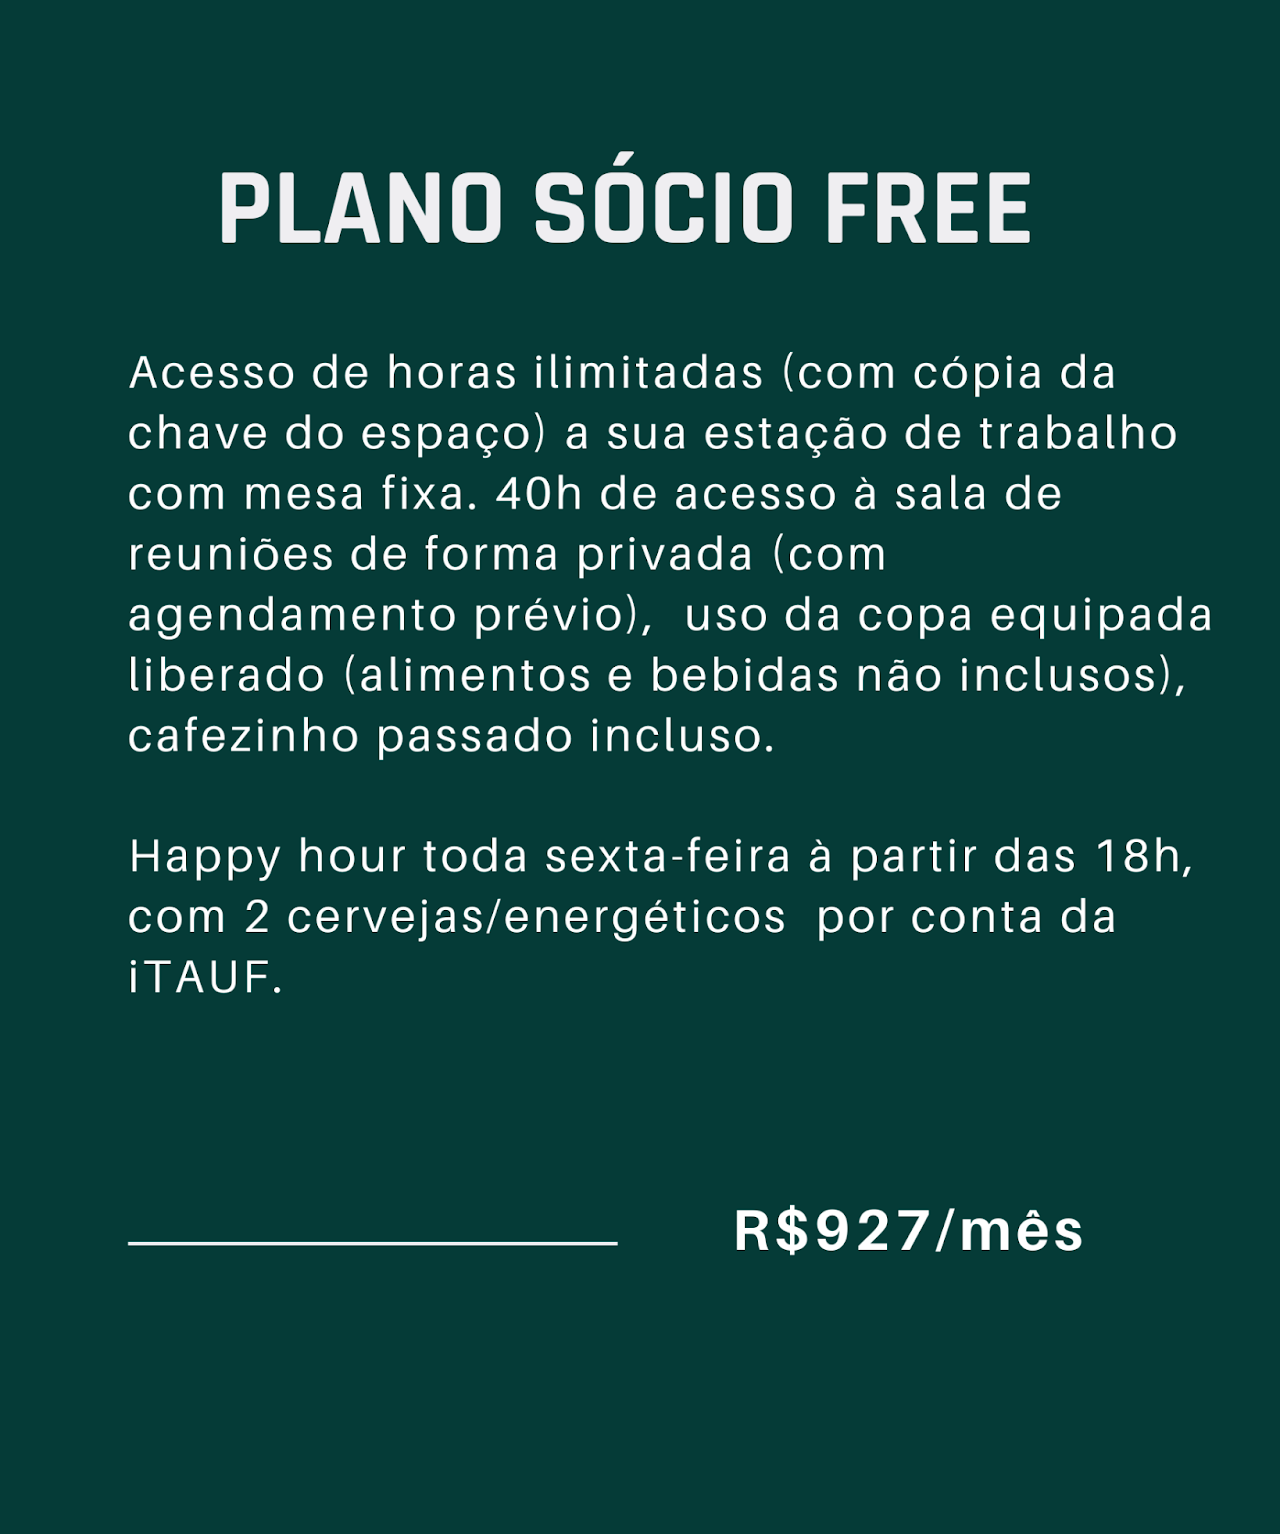 PLANO SÓCIO FREE
Acesso de horas ilimitadas (com cópia da
chave do espaço) a sua estação de trabalho
com mesa fixa. 40h de acesso à sala de
reuniões de forma privada (com
agendamento prévio),  uso da copa equipada
liberado (alimentos e bebidas não inclusos),
cafezinho passado incluso.
Happy hour toda sexta-feira à partir das 18h,
com 2 cervejas/energéticos  por conta da
iTAUF.
R$927/mês